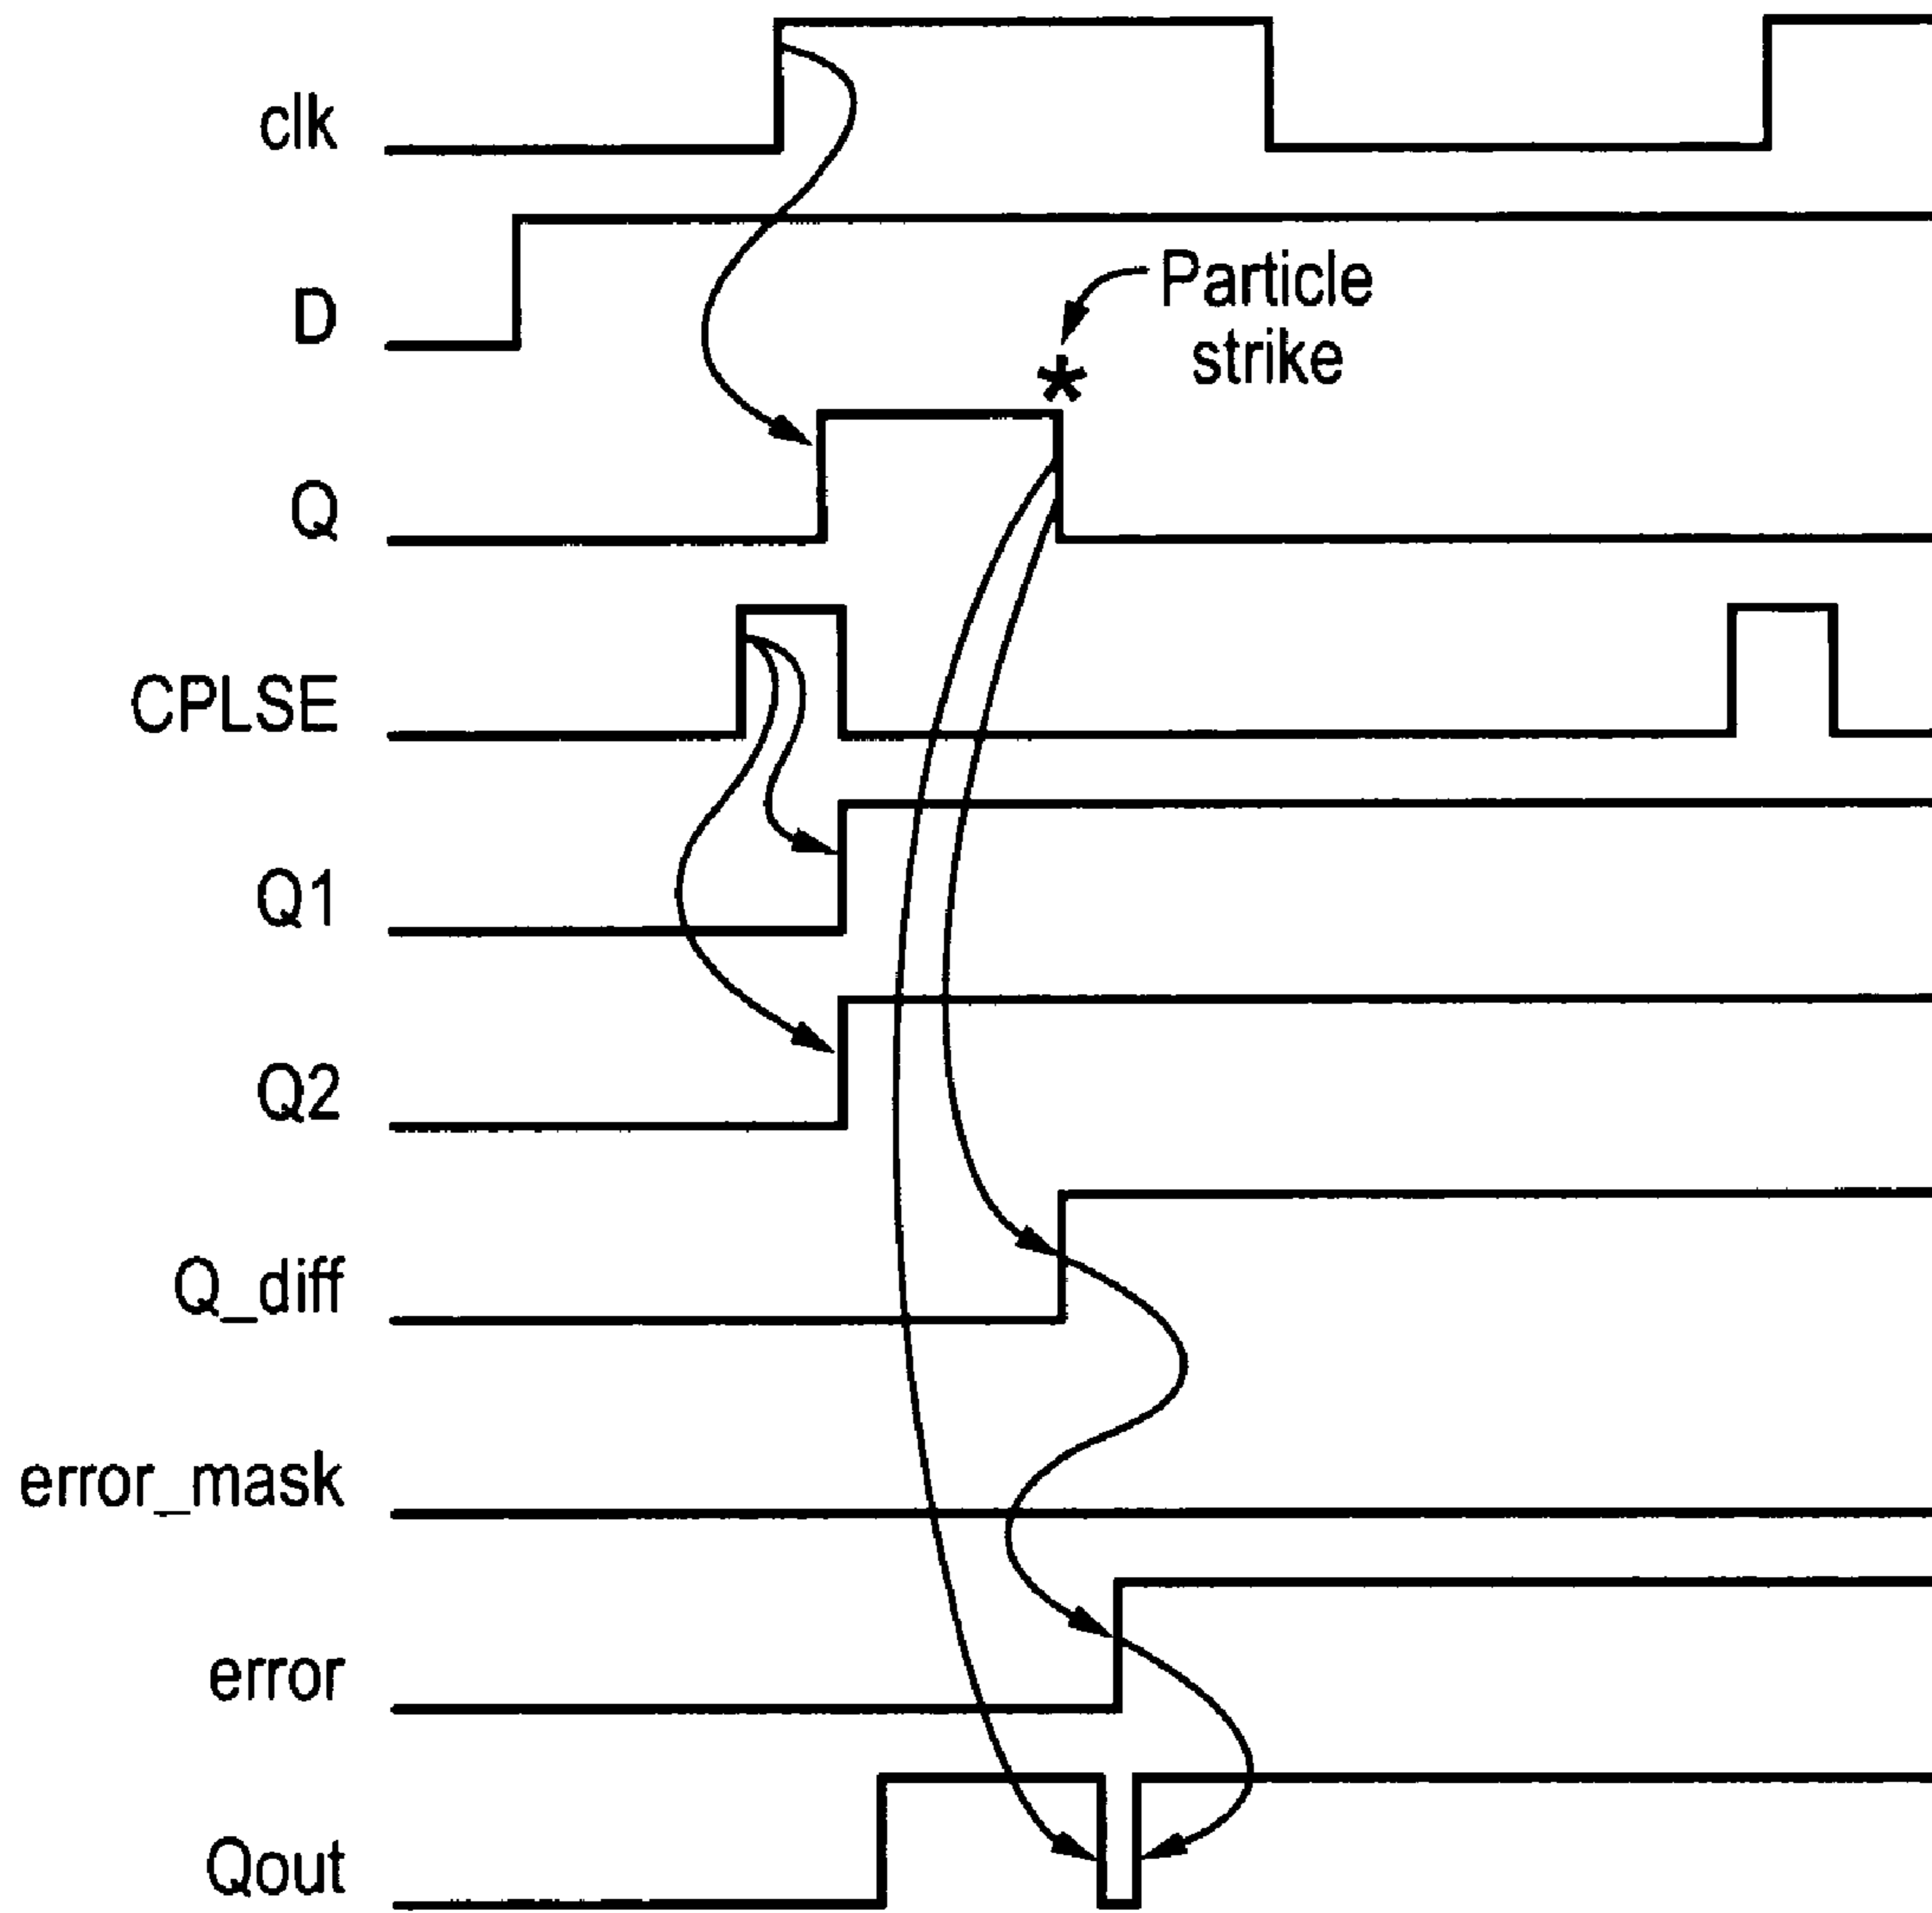 clk
D
Particle
strike
*
Q
CPLSE
Q1
Q2
Q_diff
error_mask
error
Qout